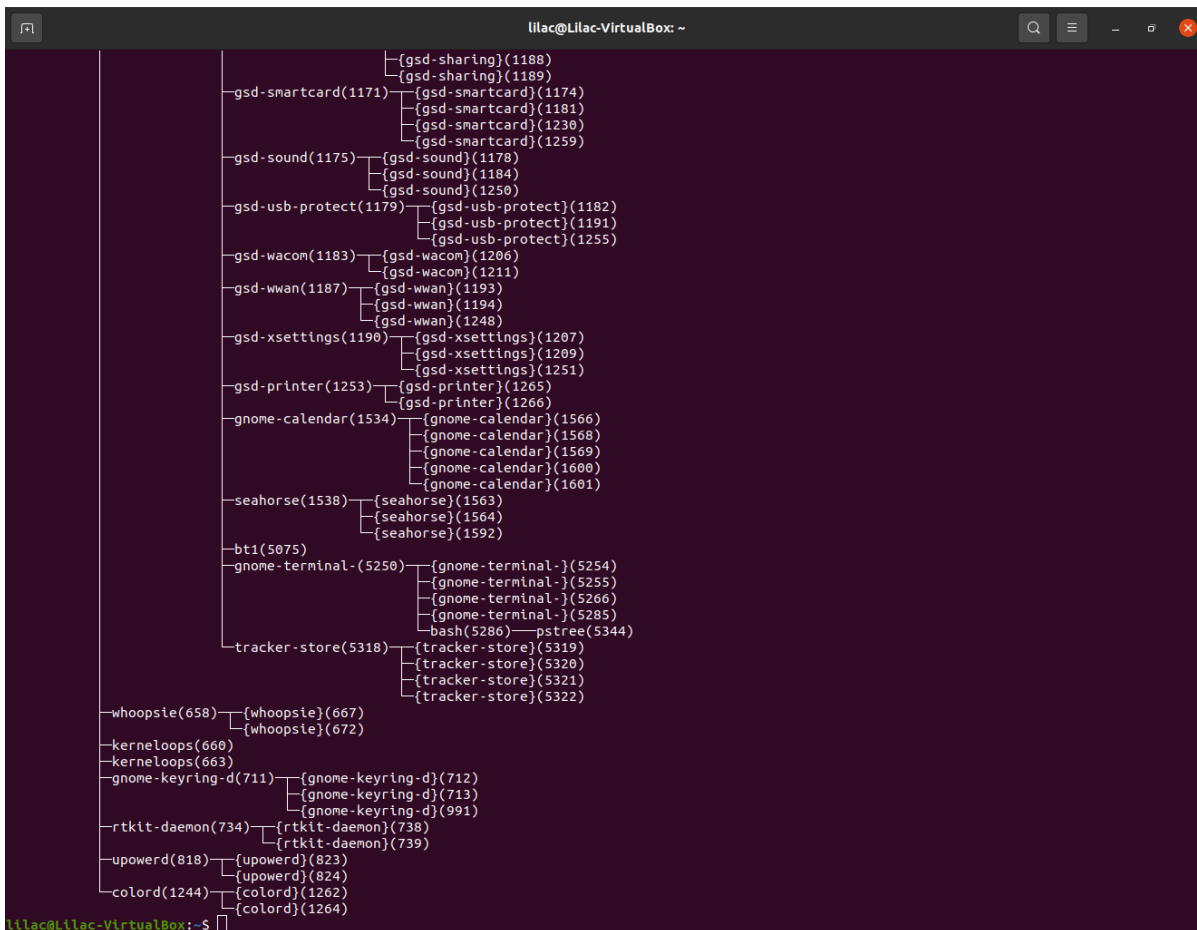 lilac@Lilac-VirtualBox: ~
{gsd-sharing}(1188)
{gsd-sharing}(1189)
gsd-smartcard(1171) {gsd-smartcard}(1174)
{gsd-smartcard}(1181)
{gsd-smartcard}(1230)
{gsd-smartcard}(1259)
gsd-sound(1175) {gsd-sound}(1178)
{gsd-sound}(1184)
{gsd-sound}(1250)
gsd-usb-protect(1179) {gsd-usb-protect}(1182)
{gsd-usb-protect}(1191)
{gsd-usb-protect}(1255)
gsd-wacom(1183) {gsd-wacom}(1206)
{gsd-wacom}(1211)
gsd-wwan(1187) {gsd-wwan}(1193)
{gsd-wwan}(1194)
{gsd-wwan}(1248)
gsd-xsettings(1190) {gsd-xsettings}(1207)
{gsd-xsettings}(1209)
{gsd-xsettings}(1251)
gsd-printer(1253) {gsd-printer}(1265)
{gsd-printer}(1266)
gnome-calendar(1534) {gnome-calendar}(1566)
{gnome-calendar}(1568)
{gnome-calendar}(1569)
{gnome-calendar}(1600)
{gnome-calendar}(1601)
seahorse(1538) {seahorse}(1563)
{seahorse}(1564)
{seahorse}(1592)
bt1(5075)
gnome-terminal-(5250) {gnome-terminal-}(5254)
{gnome-terminal-}(5255)
{gnome-terminal-}(5266)
{gnome-terminal-}(5285)
bash(5286) pstree(5344)
tracker-store(5318) {tracker-store}(5319)
{tracker-store}(5320)
{tracker-store}(5321)
{tracker-store}(5322)
whoopsie(658) {whoopsie}(667)
{whoopsie}(672)
kerneloops(660)
kerneloops(663)
gnome-keyring-d(711) {gnome-keyring-d}(712)
{gnome-keyring-d}(713)
{gnome-keyring-d}(991)
rtkit-daemon(734) {rtkit-daemon}(738)
{rtkit-daemon}(739)
upowerd(818) {upowerd}(823)
{upowerd}(824)
colord(1244) {colord}(1262)
{colord}(1264)
lilac@Lilac-VirtualBox:~$